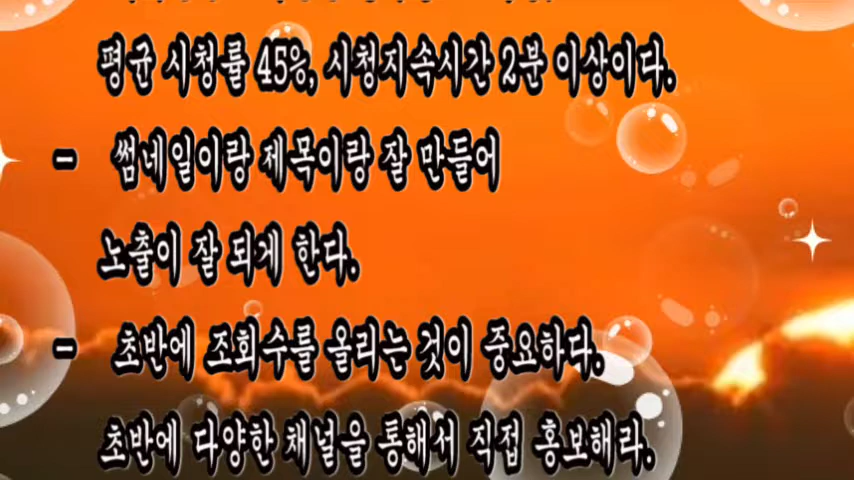 평균 시청률 45%, 시청지속시간 2분 이상이다.
- 썸네일이랑 제목이랑 잘 만들어
노출이 잘 되게 한다.
- 초반에 조회수를 올리는 것이 중요하다.
초반에 다양한 채널을 통해서 직접 홍보해라.